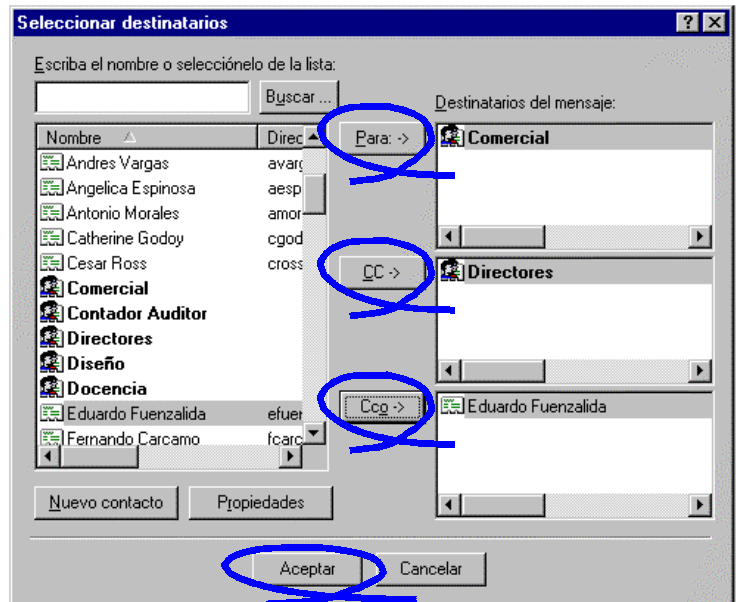 Seleccionar destinatarios
Escriba el nombre o selecciónelo de la lista:
Buscar ...
Destinatarios del mensaje:
Nombre Direc
Andres Vargas avarg
Angelica Espinosa aesp
Antonio Morales amor
Catherine Godoy cgod
Cesar Ross cross
Comercial
Contador Auditor
Directores
Diseño
Docencia
Eduardo Fuenzalida efuer
Fernando Carcamo fcarc
Para: ->
CC ->
Cco ->
Comercial
Directores
Eduardo Fuenzalida
Nuevo contacto Propiedades
Aceptar Cancelar